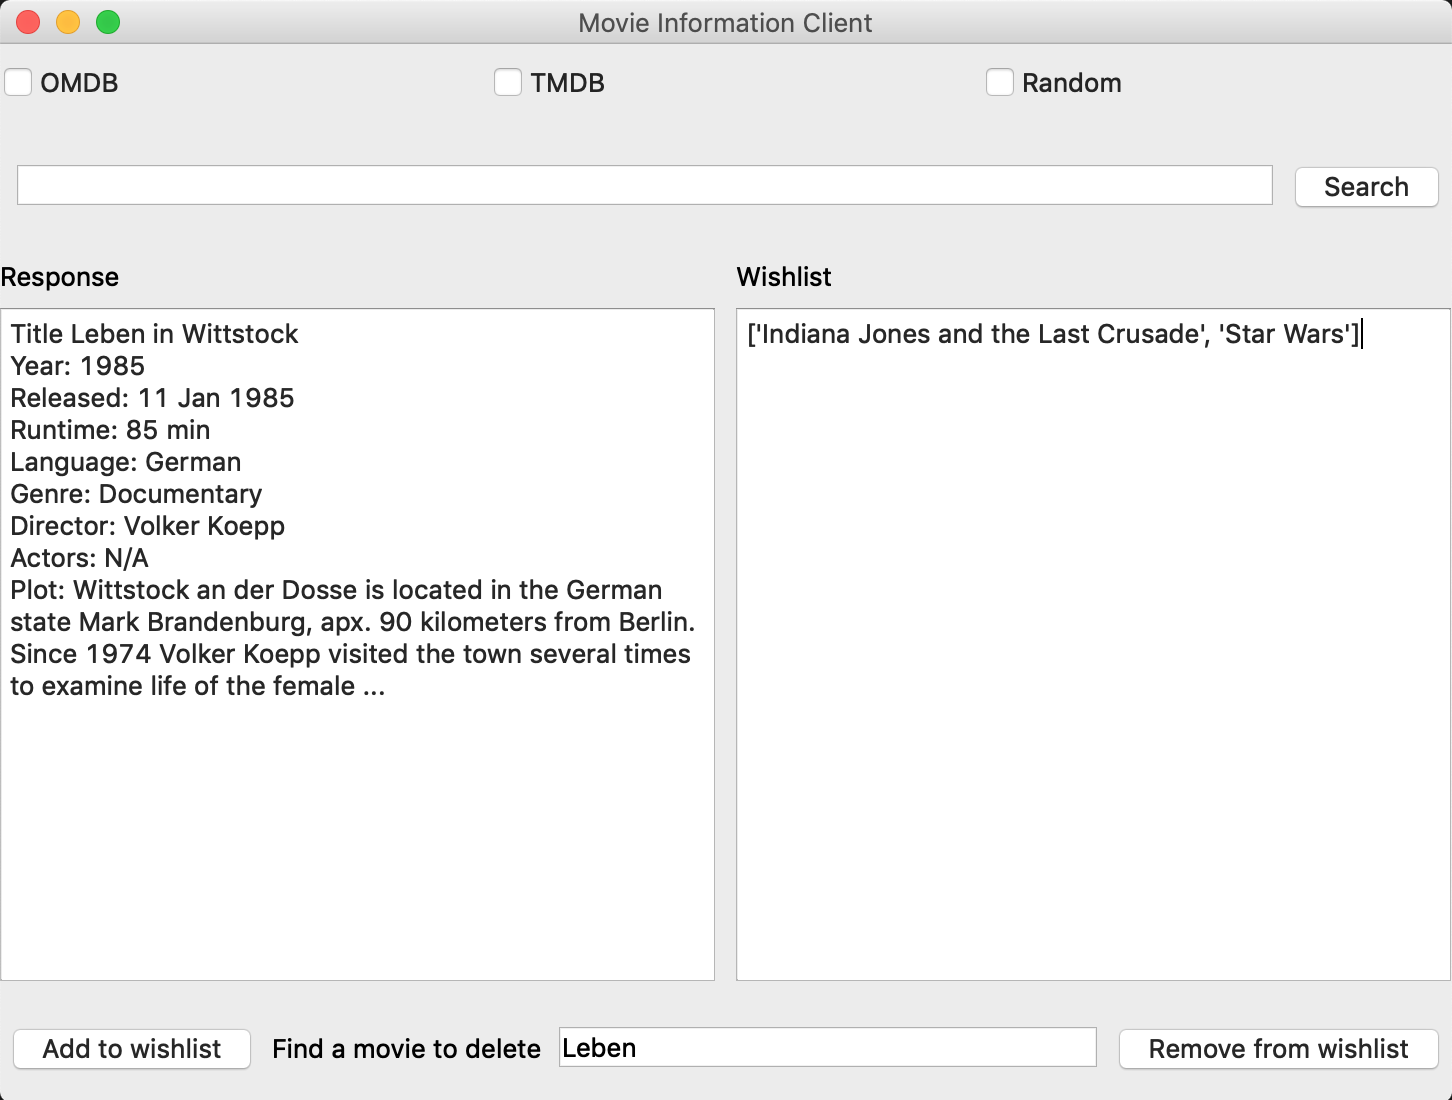 Movie Information Client
OMDB
TMDB
Random
Search
Response
Wishlist
Title Leben in Wittstock
Year: 1985
Released: 11 Jan 1985
Runtime: 85 min
Language: German
Genre: Documentary
Director: Volker Koepp
Actors: N/A
Plot: Wittstock an der Dosse is located in the German
state Mark Brandenburg, apx. 90 kilometers from Berlin.
Since 1974 Volker Koepp visited the town several times
to examine life of the female ...
['Indiana Jones and the Last Crusade', 'Star Wars']
Add to wishlist
Find a movie to delete
Leben
Remove from wishlist